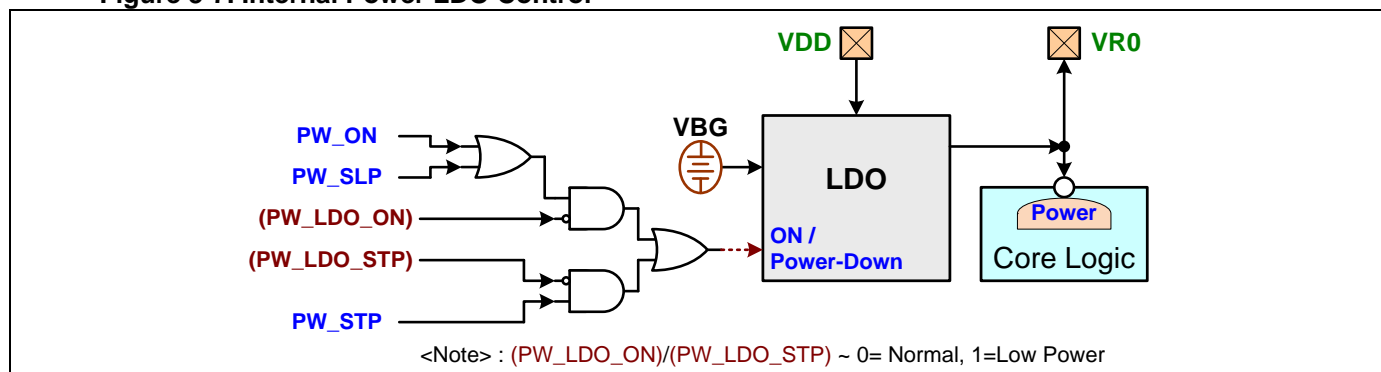 VDD
VR0
PW_ON
VBG
PW_SLP
LDO
(PW_LDO_ON)
Power
(PW_LDO_STP)
ON /
Power-Down
Core Logic
PW_STP
<Note> : (PW_LDO_ON)/(PW_LDO_STP) ~ 0= Normal, 1=Low Power